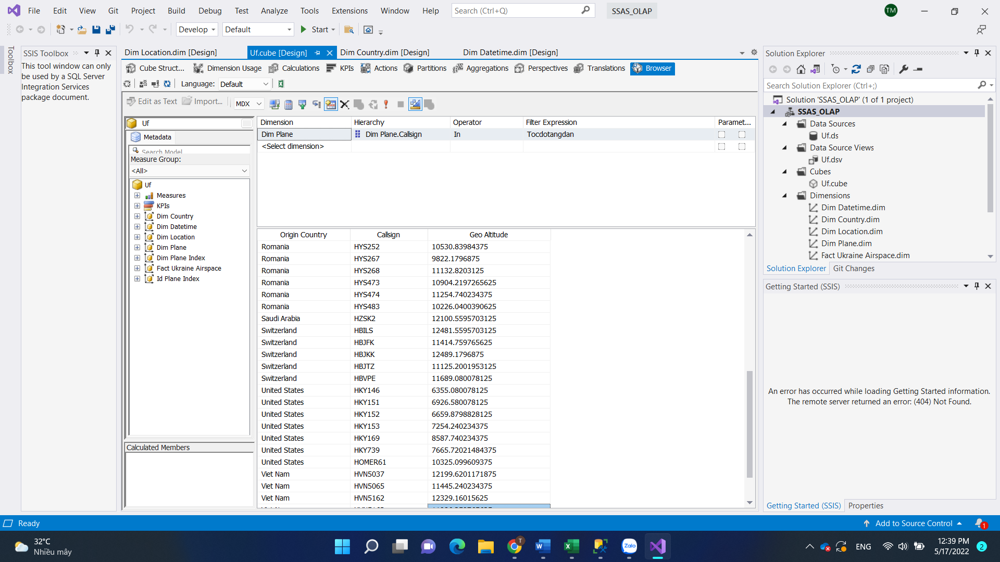 File Edit View Git Project Build Debug Test Analyze Tools Extensions Window Help Search (Ctrl+Q) SSAS_OLAP TM
Develop Default Start
Toolbox
SSIS Toolbox
This tool window can only
be used by a SQL Server
Integration Services
package document.
Dim Location.dim [Design] Uf.cube [Design] Dim Country.dim [Design] Dim Datetime.dim [Design]
Cube Struct... Dimension Usage Calculations KPIs Actions Partitions Aggregations Perspectives Translations Browser
Language: Default
Edit as Text Import... MDX
Uf
Metadata
Search Model
Measure Group:
<All>
Uf
Measures
KPIs
Dim Country
Dim Datetime
Dim Location
Dim Plane
Dim Plane Index
Fact Ukraine Airspace
Id Plane Index
Calculated Members
Dimension Hierarchy Operator Filter Expression Paramet...
Dim Plane Dim Plane.Callsign In Tocdotangdan
<Select dimension>
Origin Country Callsign Geo Altitude
Romania HYS252 10530.83984375
Romania HYS267 9822.1796875
Romania HYS268 11132.8203125
Romania HYS473 10904.2197265625
Romania HYS474 11254.740234375
Romania HYS483 10226.0400390625
Saudi Arabia HZSK2 12100.5595703125
Switzerland HBILS 12481.5595703125
Switzerland HBJFK 11414.759765625
Switzerland HBJKK 12489.1796875
Switzerland HBJTZ 11125.2001953125
Switzerland HBVPE 11689.080078125
United States HKY146 6355.080078125
United States HKY151 6926.580078125
United States HKY152 6659.8798828125
United States HKY153 7254.240234375
United States HKY169 8587.740234375
United States HKY739 7665.72021484375
United States HOMER61 10325.099609375
Viet Nam HVN5037 12199.6201171875
Viet Nam HVN5065 11445.240234375
Viet Nam HVN5162 12329.16015625
Solution Explorer
Search Solution Explorer (Ctrl+;)
Solution 'SSAS_OLAP' (1 of 1 project)
SSAS_OLAP
Data Sources
Uf.ds
Data Source Views
Uf.dsv
Cubes
Uf.cube
Dimensions
Dim Datetime.dim
Dim Country.dim
Dim Location.dim
Dim Plane.dim
Fact Ukraine Airspace.dim
Solution Explorer Git Changes
Getting Started (SSIS)
An error has occurred while loading Getting Started information.
The remote server returned an error: (404) Not Found.
Getting Started (SSIS) Properties
Ready Add to Source Control 1
32°C
Nhiều mây
T
Zalo
ENG
12:39 PM
5/17/2022
2